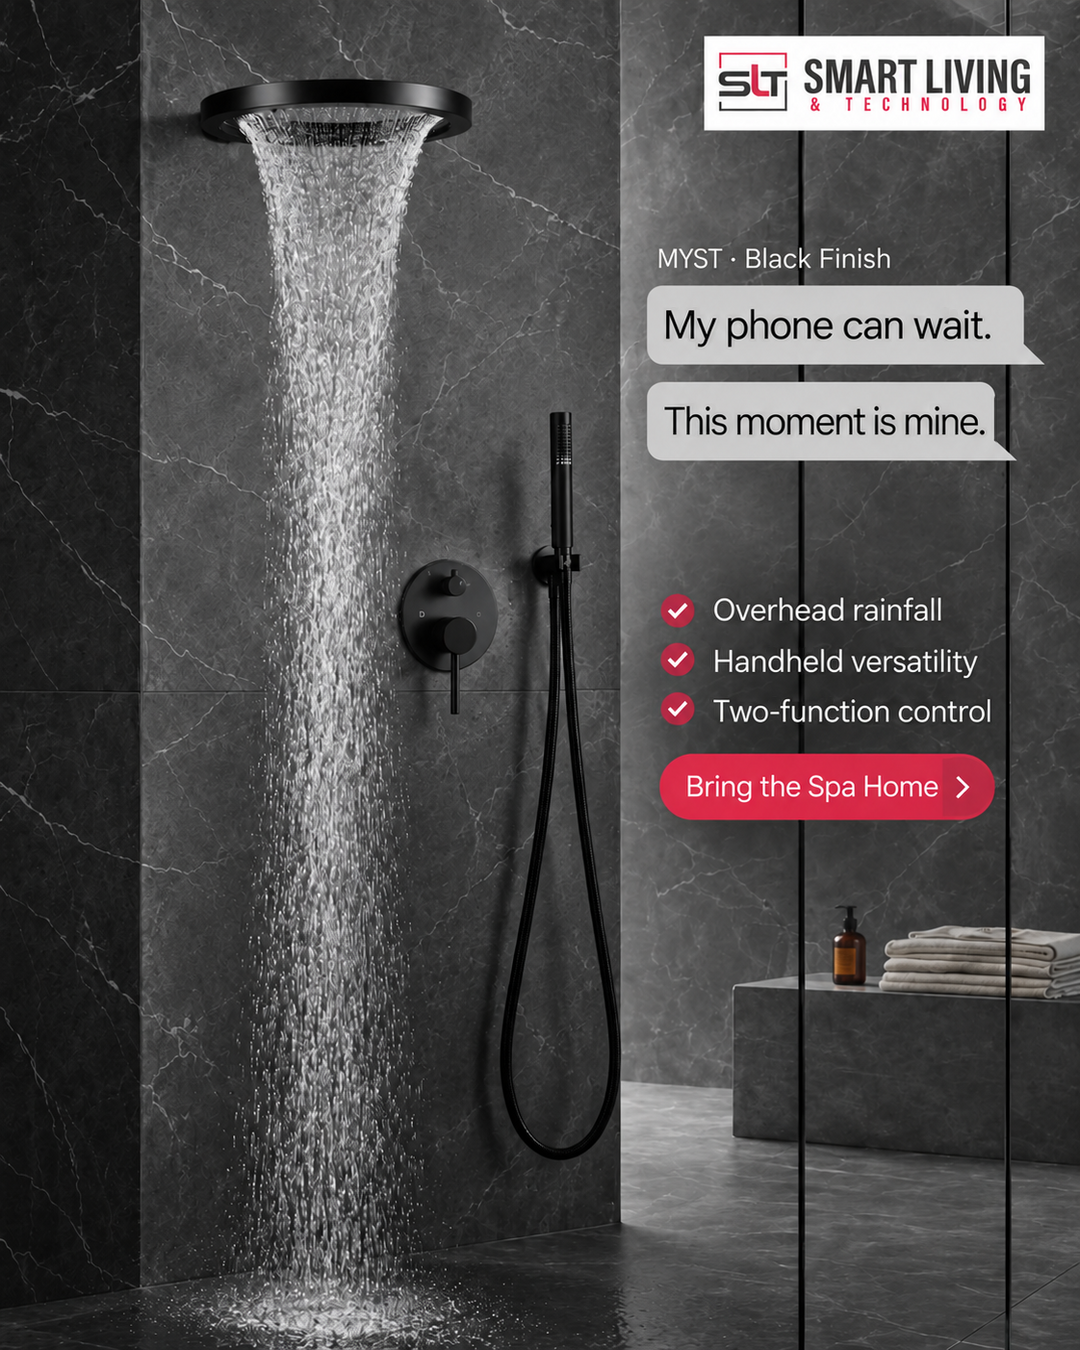 SLT SMART LIVING
& TECHNOLOGY
MYST · Black Finish
My phone can wait.
This moment is mine.
Overhead rainfall
Handheld versatility
Two-function control
Bring the Spa Home